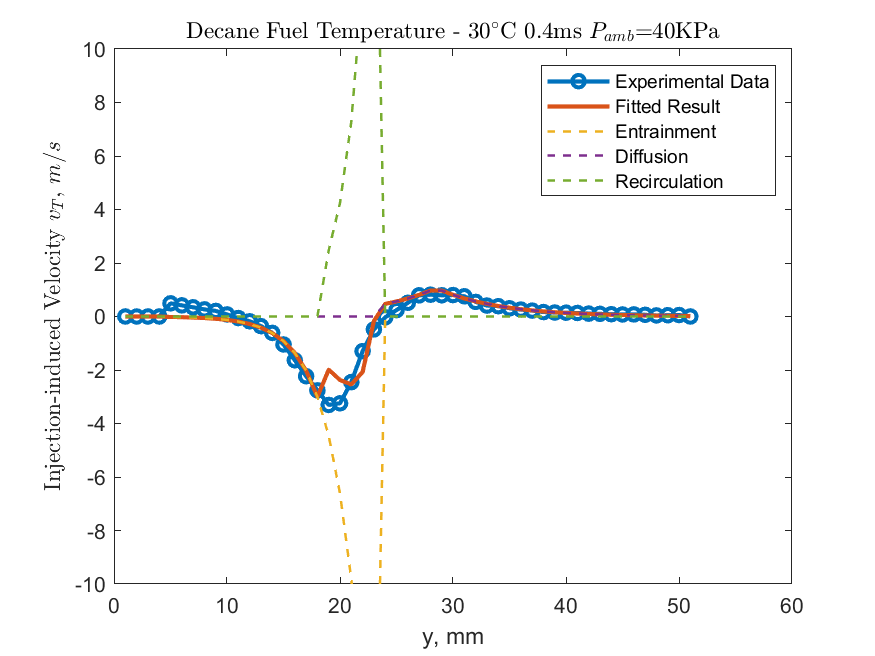 Decane Fuel Temperature - 30°C 0.4ms P_amb=40KPa
Experimental Data
Fitted Result
Entrainment
Diffusion
Recirculation
Injection-induced Velocity v_T, m/s
10
8
6
4
2
0
-2
-4
-6
-8
-10
0 10 20 30 40 50 60
y, mm